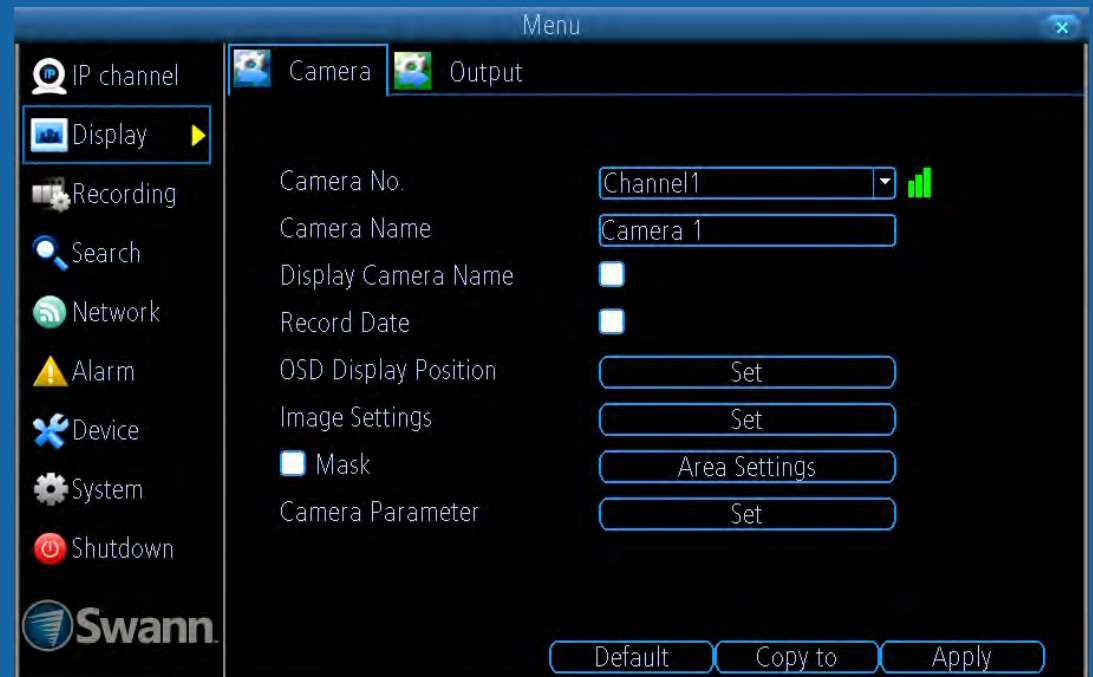 Menu
IP channel
Display
Recording
Search
Network
Alarm
Device
System
Shutdown
Swann
Camera
Output
Camera No.
Channel1
Camera Name
Camera 1
Display Camera Name
Record Date
OSD Display Position
Set
Image Settings
Set
Mask
Area Settings
Camera Parameter
Set
Default
Copy to
Apply